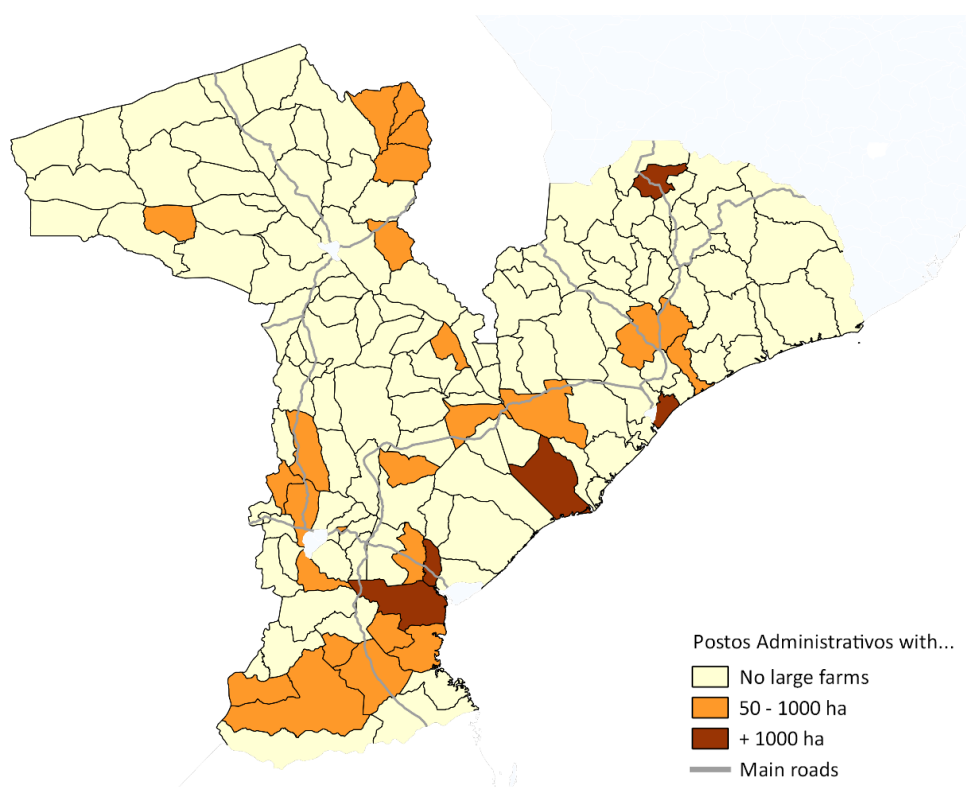 Postos Administrativos with...
No large farms
50 - 1000 ha
+ 1000 ha
Main roads